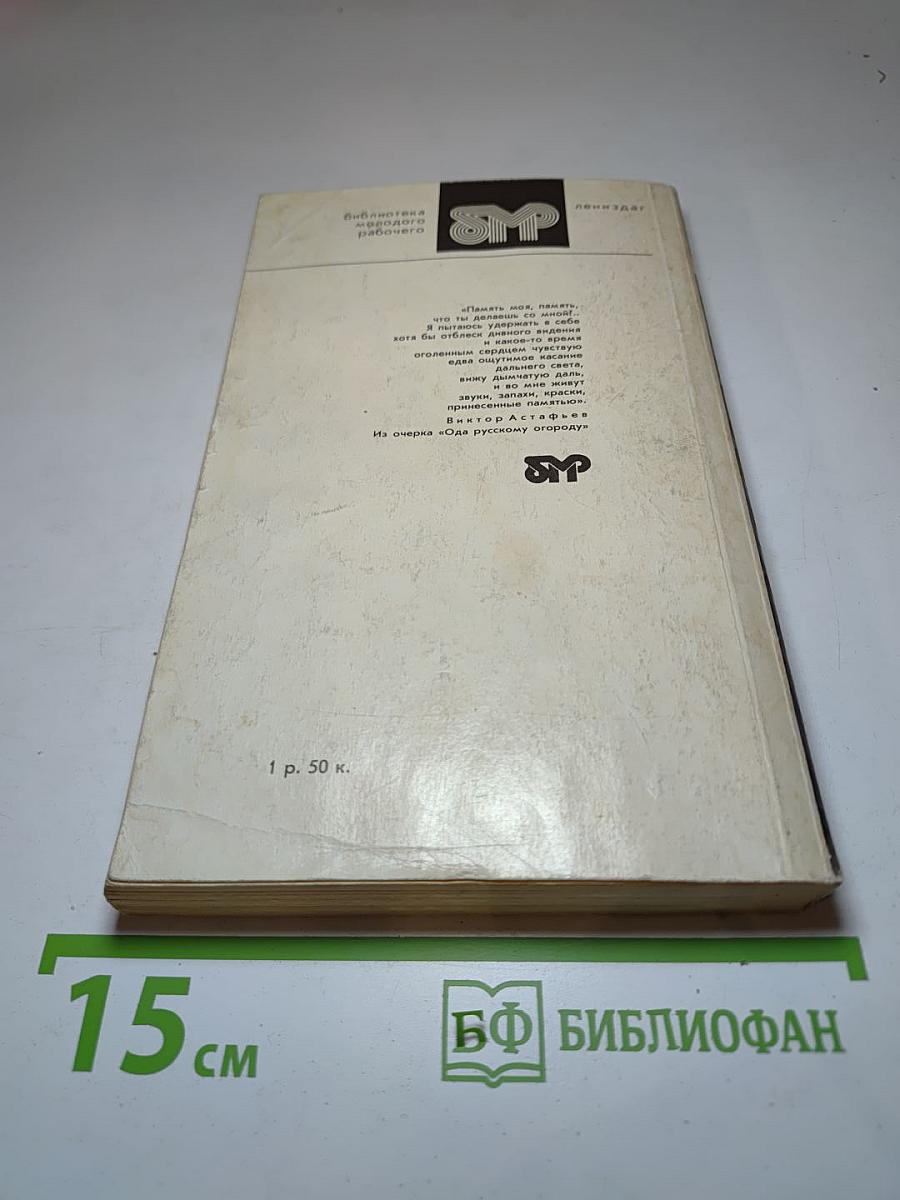 библиотека
молодого
рабочего
БМР
лениздат
«Память моя, память,
что ты делаешь со мной?..
Я пытаюсь удержать в себе
хотя бы отблеск дивного видения
и какое-то время
оголенным сердцем чувствую
едва ощутимое касание
дальнего света,
вижу дымчатую даль,
и во мне живут
звуки, запахи, краски,
принесенные памятью».
Виктор Астафьев
Из очерка «Ода русскому огороду»
БМР
1 р. 50 к.
15 см
БФ БИБЛИОФАН